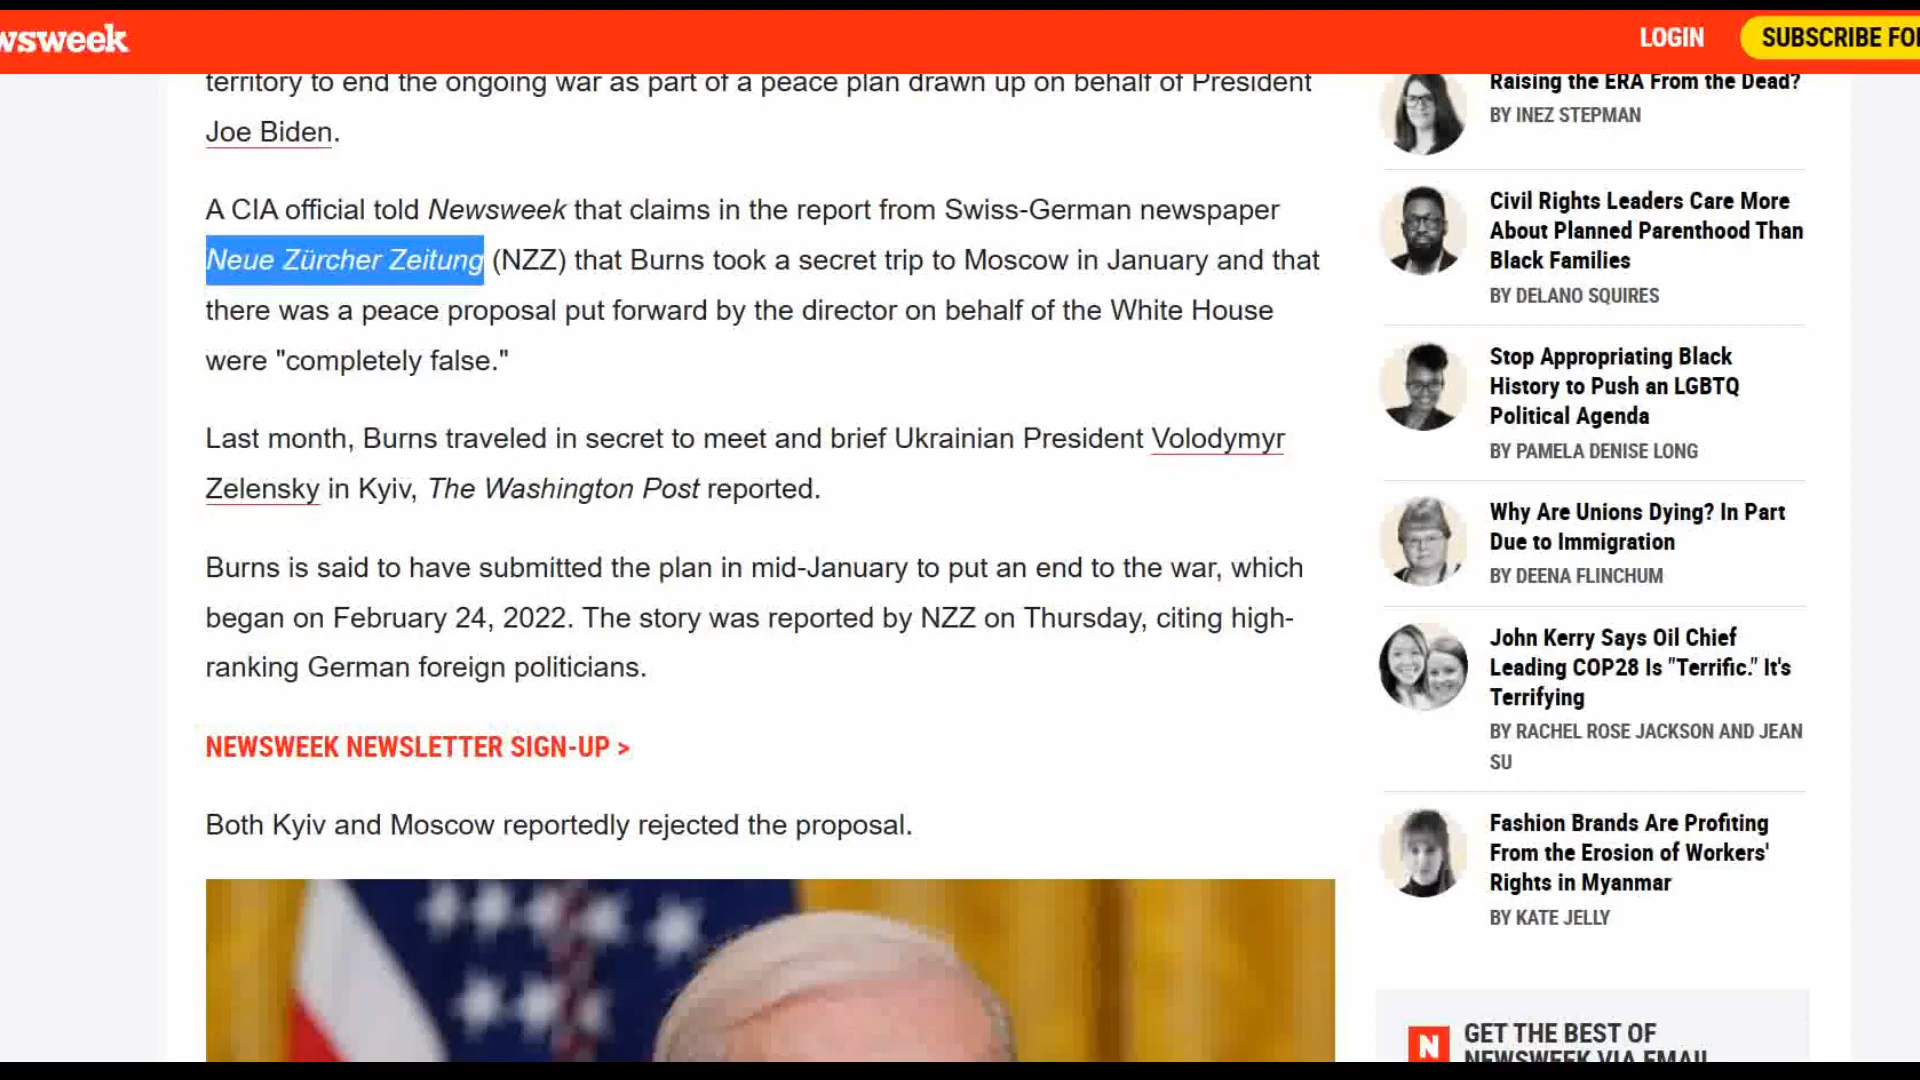 wsweek
LOGIN
SUBSCRIBE FO
territory to end the ongoing war as part of a peace plan drawn up on behalf of President
Joe Biden.
A CIA official told Newsweek that claims in the report from Swiss-German newspaper
Neue Zürcher Zeitung (NZZ) that Burns took a secret trip to Moscow in January and that
there was a peace proposal put forward by the director on behalf of the White House
were "completely false."
Last month, Burns traveled in secret to meet and brief Ukrainian President Volodymyr
Zelensky in Kyiv, The Washington Post reported.
Burns is said to have submitted the plan in mid-January to put an end to the war, which
began on February 24, 2022. The story was reported by NZZ on Thursday, citing high-
ranking German foreign politicians.
NEWSWEEK NEWSLETTER SIGN-UP >
Both Kyiv and Moscow reportedly rejected the proposal.
Raising the ERA From the Dead?
BY INEZ STEPMAN
Civil Rights Leaders Care More
About Planned Parenthood Than
Black Families
BY DELANO SQUIRES
Stop Appropriating Black
History to Push an LGBTQ
Political Agenda
BY PAMELA DENISE LONG
Why Are Unions Dying? In Part
Due to Immigration
BY DEENA FLINCHUM
John Kerry Says Oil Chief
Leading COP28 Is "Terrific." It's
Terrifying
BY RACHEL ROSE JACKSON AND JEAN
SU
Fashion Brands Are Profiting
From the Erosion of Workers'
Rights in Myanmar
BY KATE JELLY
N
GET THE BEST OF
NEWSWEEK VIA EMAIL